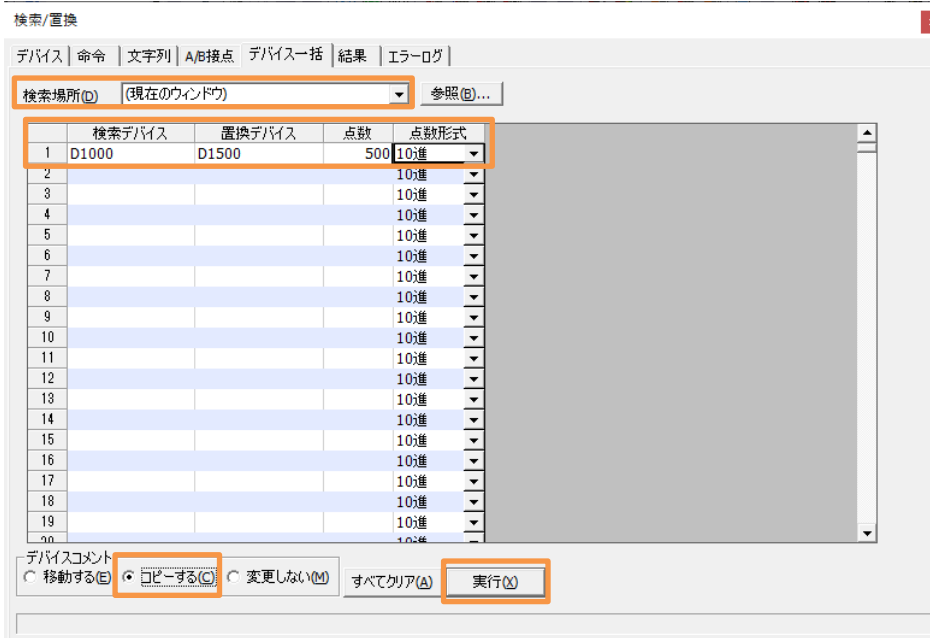 検索/置換
デバイス 命令 文字列 A/B接点 デバイス一括 結果 エラーログ
検索場所(D) (現在のウィンドウ) 参照(B)...
検索デバイス 置換デバイス 点数 点数形式
1 D1000 D1500 500 10進
2 10進
3 10進
4 10進
5 10進
6 10進
7 10進
8 10進
9 10進
10 10進
11 10進
12 10進
13 10進
14 10進
15 10進
16 10進
17 10進
18 10進
19 10進
20 10進
デバイスコメント
移動する(E) コピーする(C) 変更しない(M) すべてクリア(A) 実行(X)